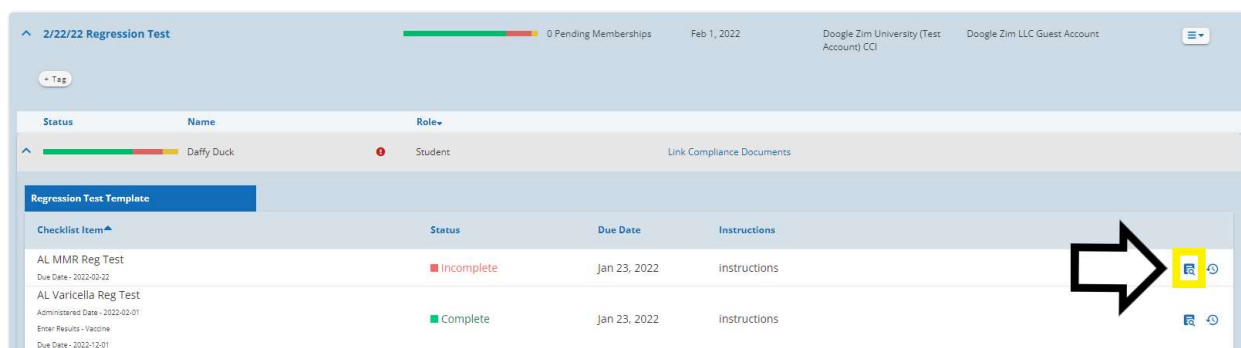 2/22/22 Regression Test 0 Pending Memberships Feb 1, 2022 Doogle Zim University (Test Doogle Zim LLC Guest Account
Account) CCI
+ Tag
Status Name Role
Daffy Duck Student Link Compliance Documents
Regression Test Template
Checklist Item Status Due Date Instructions
AL MMR Reg Test
Due Date - 2022-02-22
Incomplete Jan 23, 2022 instructions
AL Varicella Reg Test
Administered Date - 2022-02-01
Complete Jan 23, 2022 instructions
Enter Results - Vaccine
Due Date - 2022-12-01